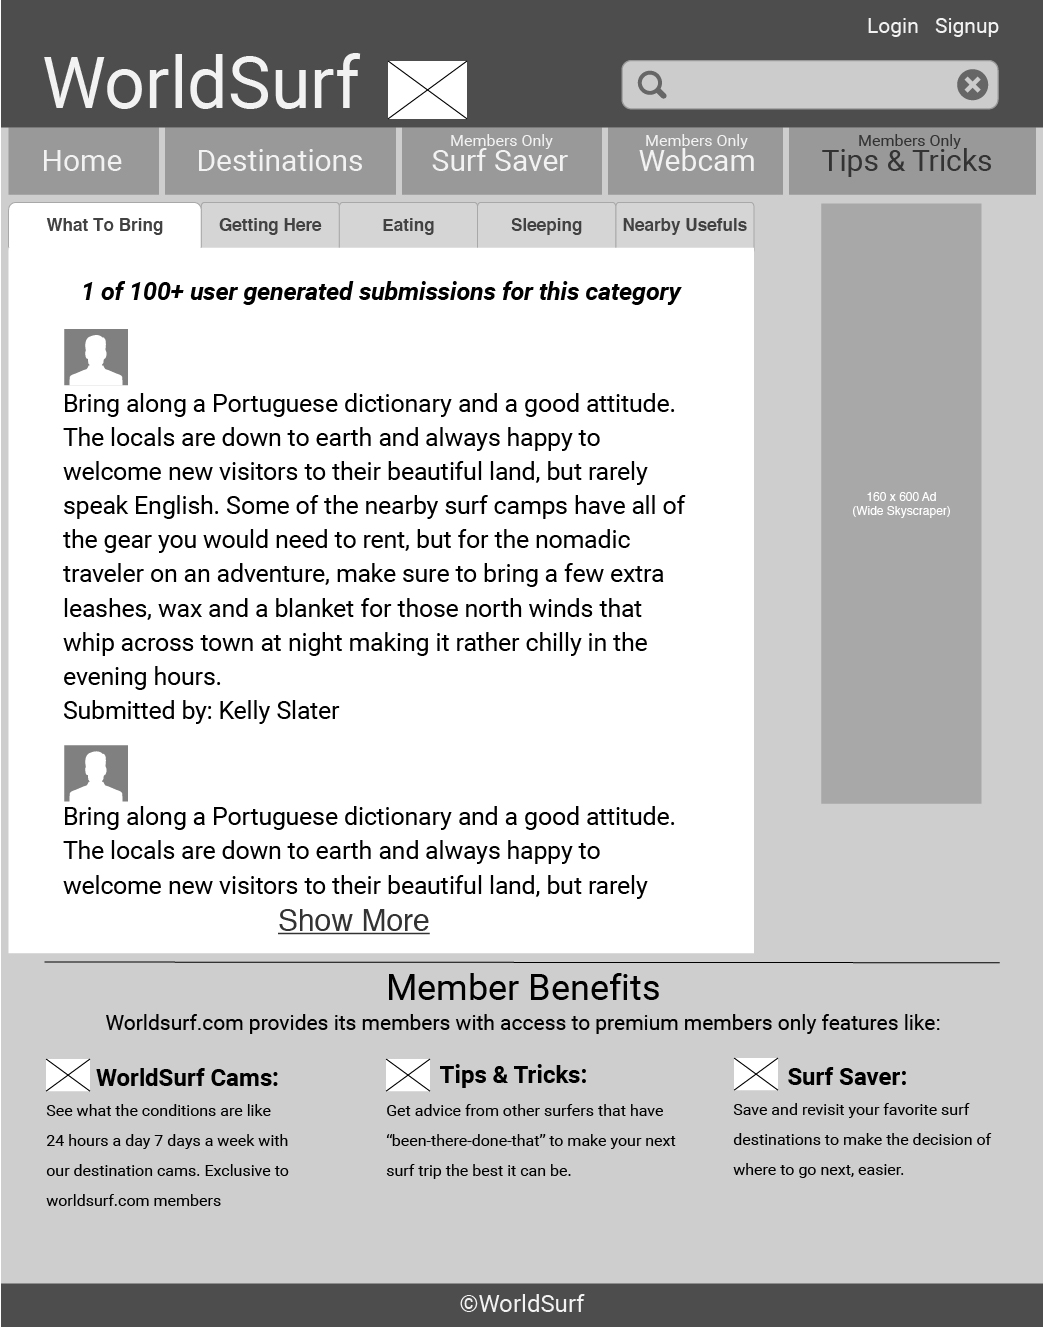 Login Signup
WorldSurf
Home
Destinations
Members Only
Surf Saver
Members Only
Webcam
Members Only
Tips & Tricks
What To Bring
Getting Here
Eating
Sleeping
Nearby Usefuls
1 of 100+ user generated submissions for this category
Bring along a Portuguese dictionary and a good attitude.
The locals are down to earth and always happy to
welcome new visitors to their beautiful land, but rarely
speak English. Some of the nearby surf camps have all of
the gear you would need to rent, but for the nomadic
traveler on an adventure, make sure to bring a few extra
leashes, wax and a blanket for those north winds that
whip across town at night making it rather chilly in the
evening hours.
Submitted by: Kelly Slater
Bring along a Portuguese dictionary and a good attitude.
The locals are down to earth and always happy to
welcome new visitors to their beautiful land, but rarely
Show More
160 x 600 Ad
(Wide Skyscraper)
Member Benefits
Worldsurf.com provides its members with access to premium members only features like:
WorldSurf Cams:
See what the conditions are like
24 hours a day 7 days a week with
our destination cams. Exclusive to
worldsurf.com members
Tips & Tricks:
Get advice from other surfers that have
“been-there-done-that” to make your next
surf trip the best it can be.
Surf Saver:
Save and revisit your favorite surf
destinations to make the decision of
where to go next, easier.
©WorldSurf